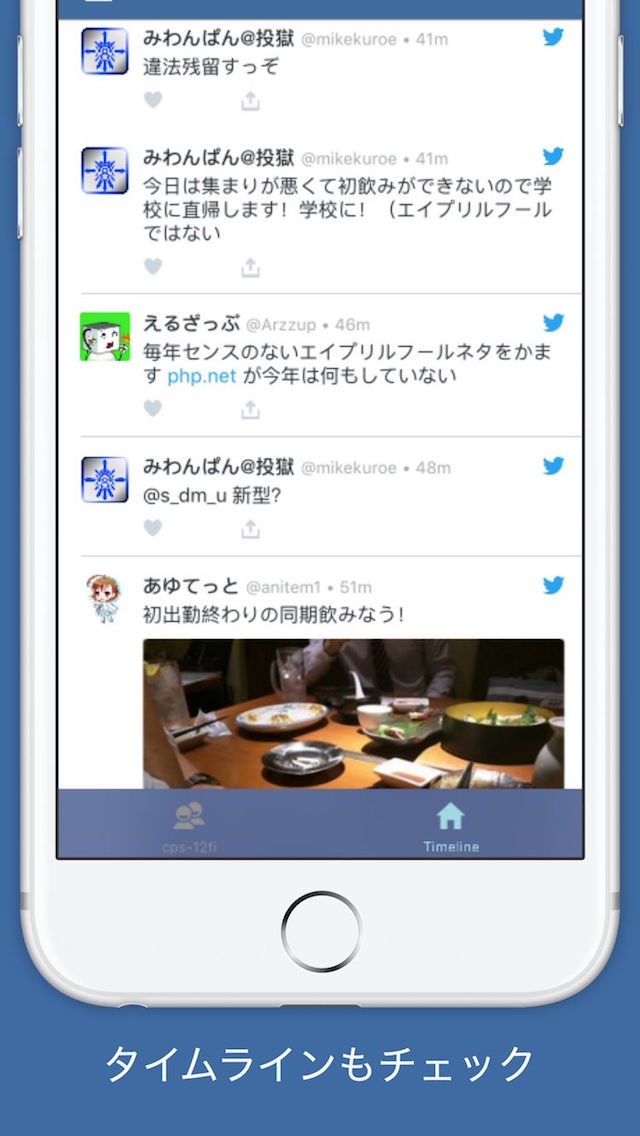 みわんぱん@投獄 @mikekuroe • 41m
違法残留すっぞ
みわんぱん@投獄 @mikekuroe • 41m
今日は集まりが悪くて初飲みができないので学
校に直帰します！学校に！（エイプリルフール
ではない
えるざっぷ @Arzzup • 46m
毎年センスのないエイプリルフールネタをかま
す php.net が今年は何もしていない
みわんぱん@投獄 @mikekuroe • 48m
@s_dm_u 新型?
あゆてっと @anitem1 • 51m
初出勤終わりの同期飲みなう！
cps-12fi
Timeline
タイムラインもチェック